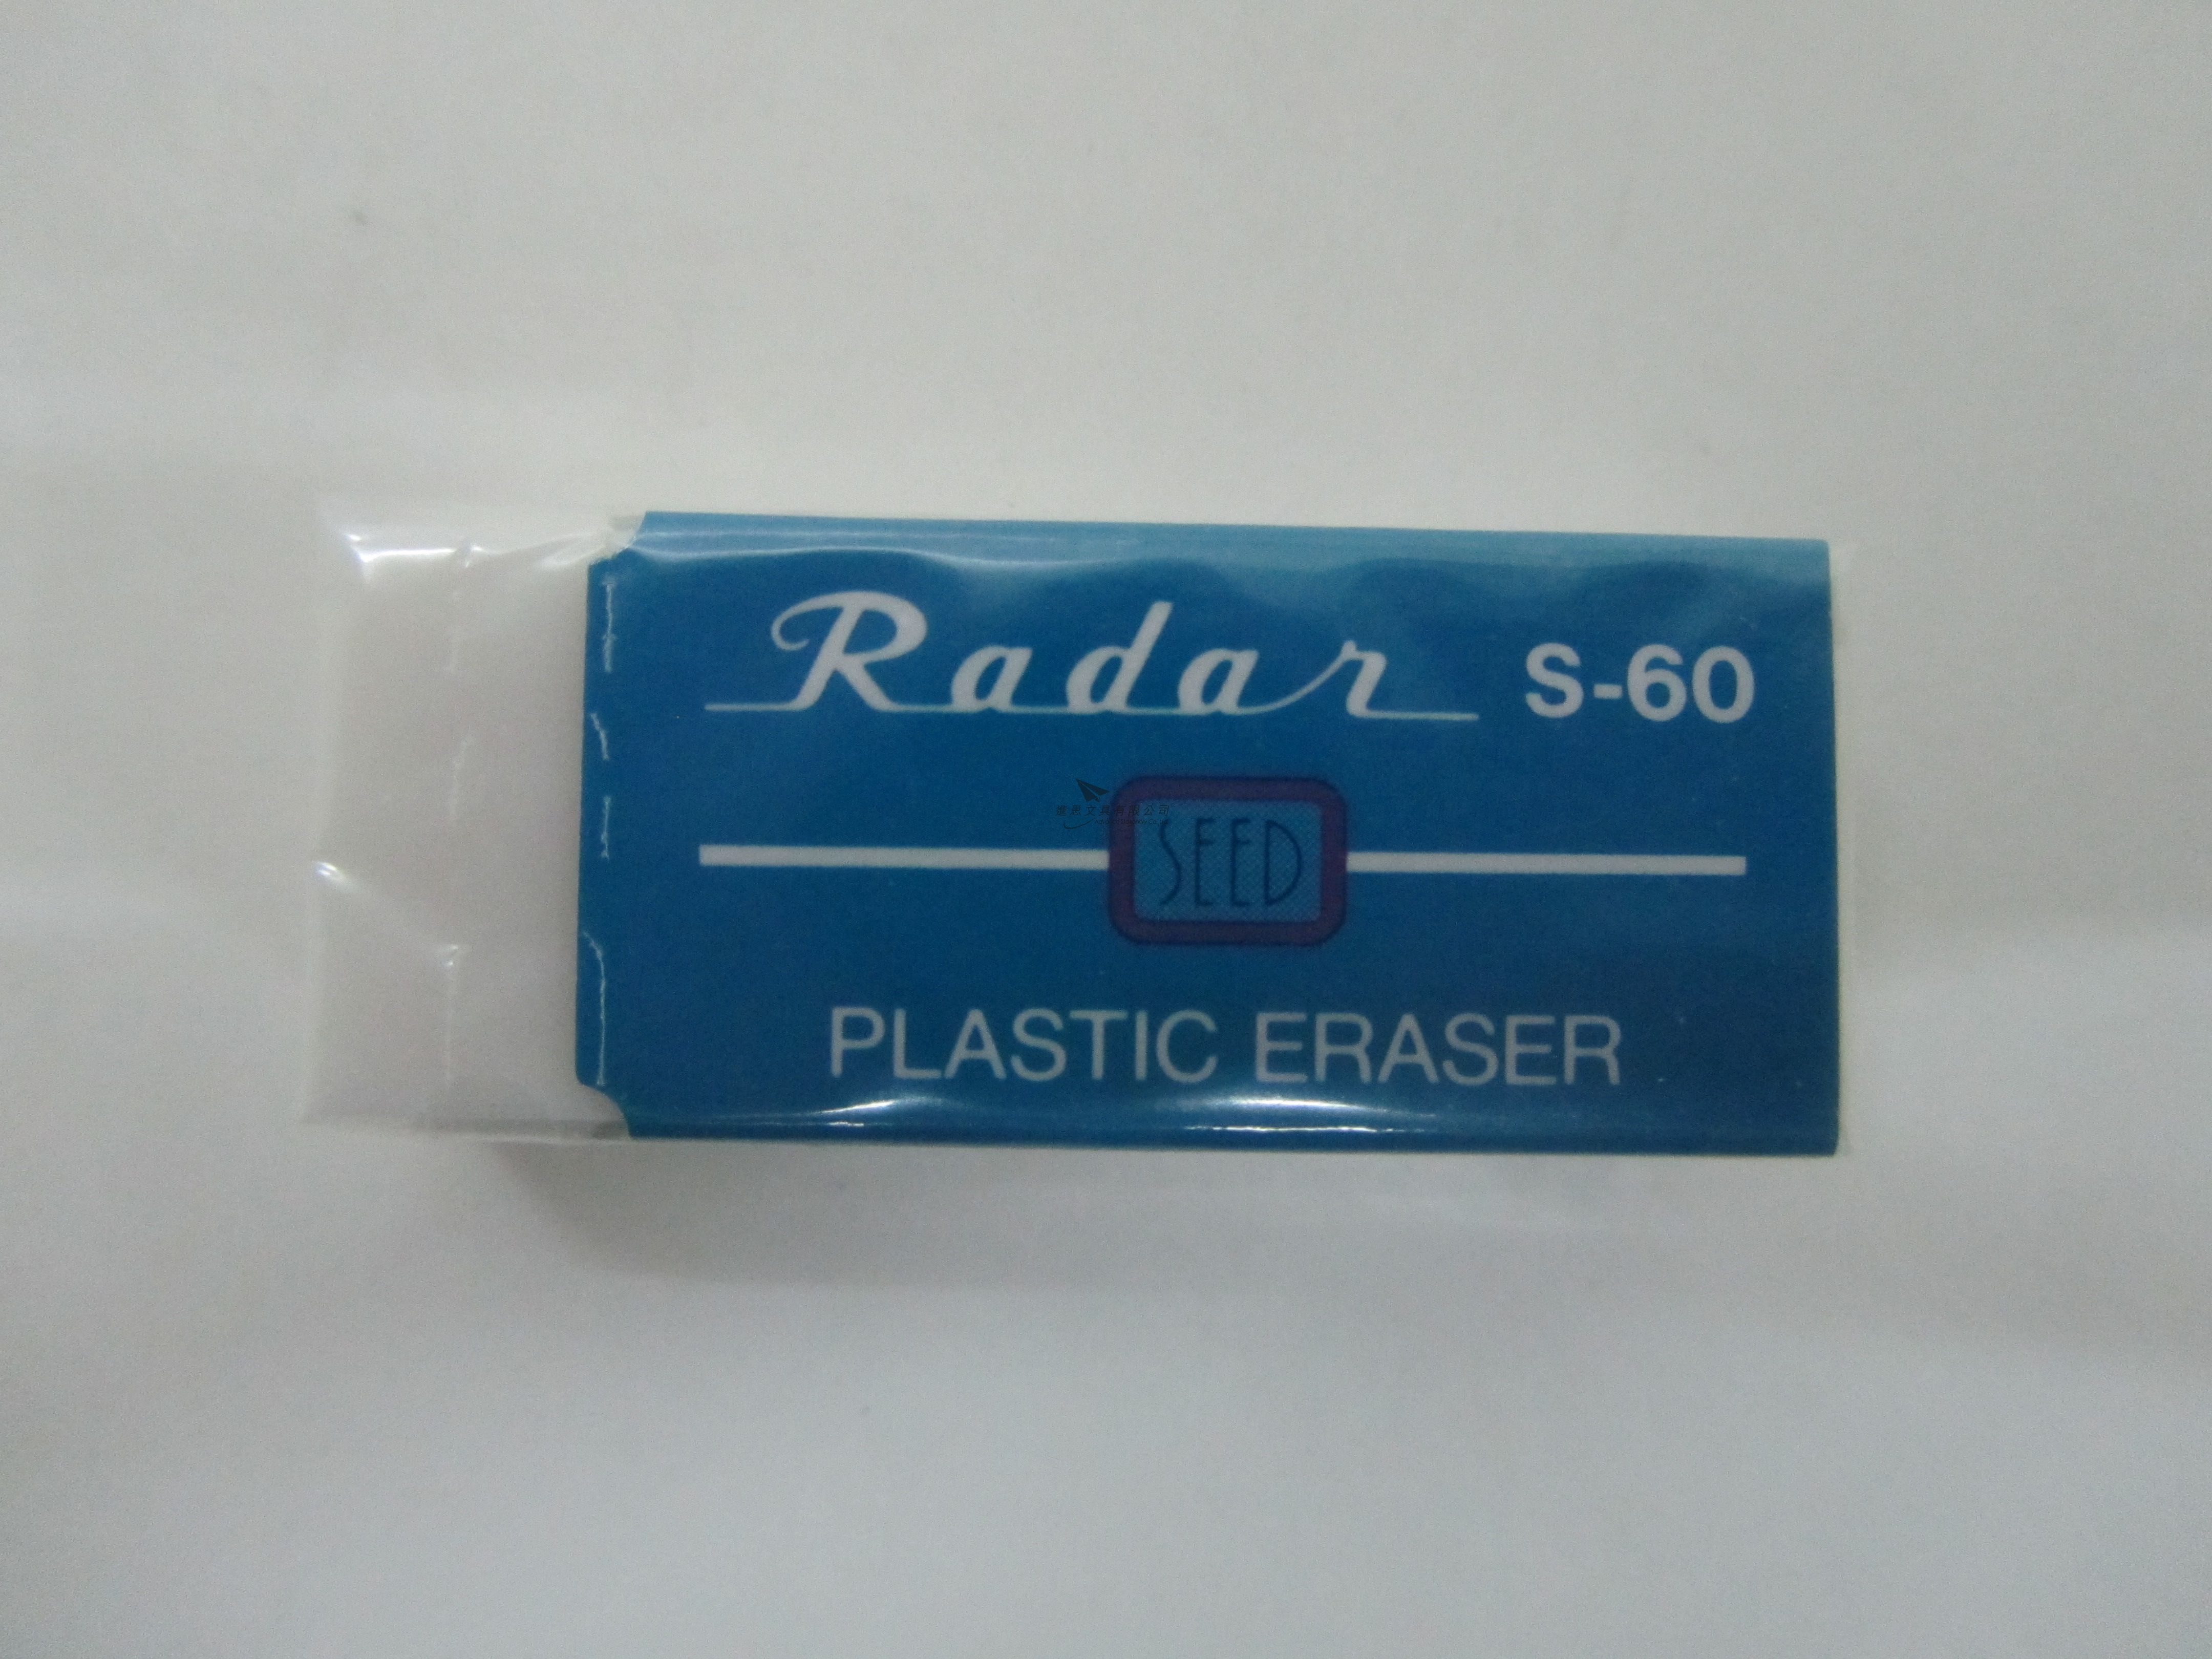 Radar S-60
SEED
PLASTIC ERASER